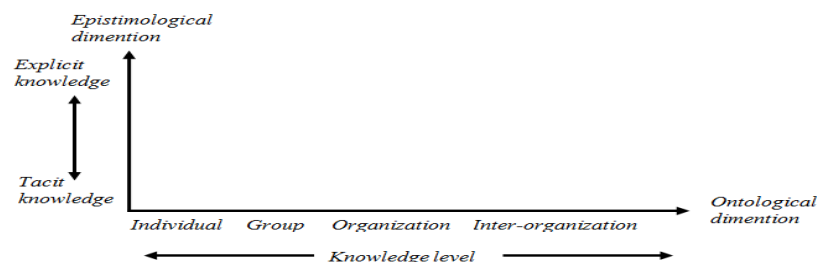 Epistimological
dimention
Explicit
knowledge
Tacit
knowledge
Individual Group Organization Inter-organization
Ontological
dimention
Knowledge level